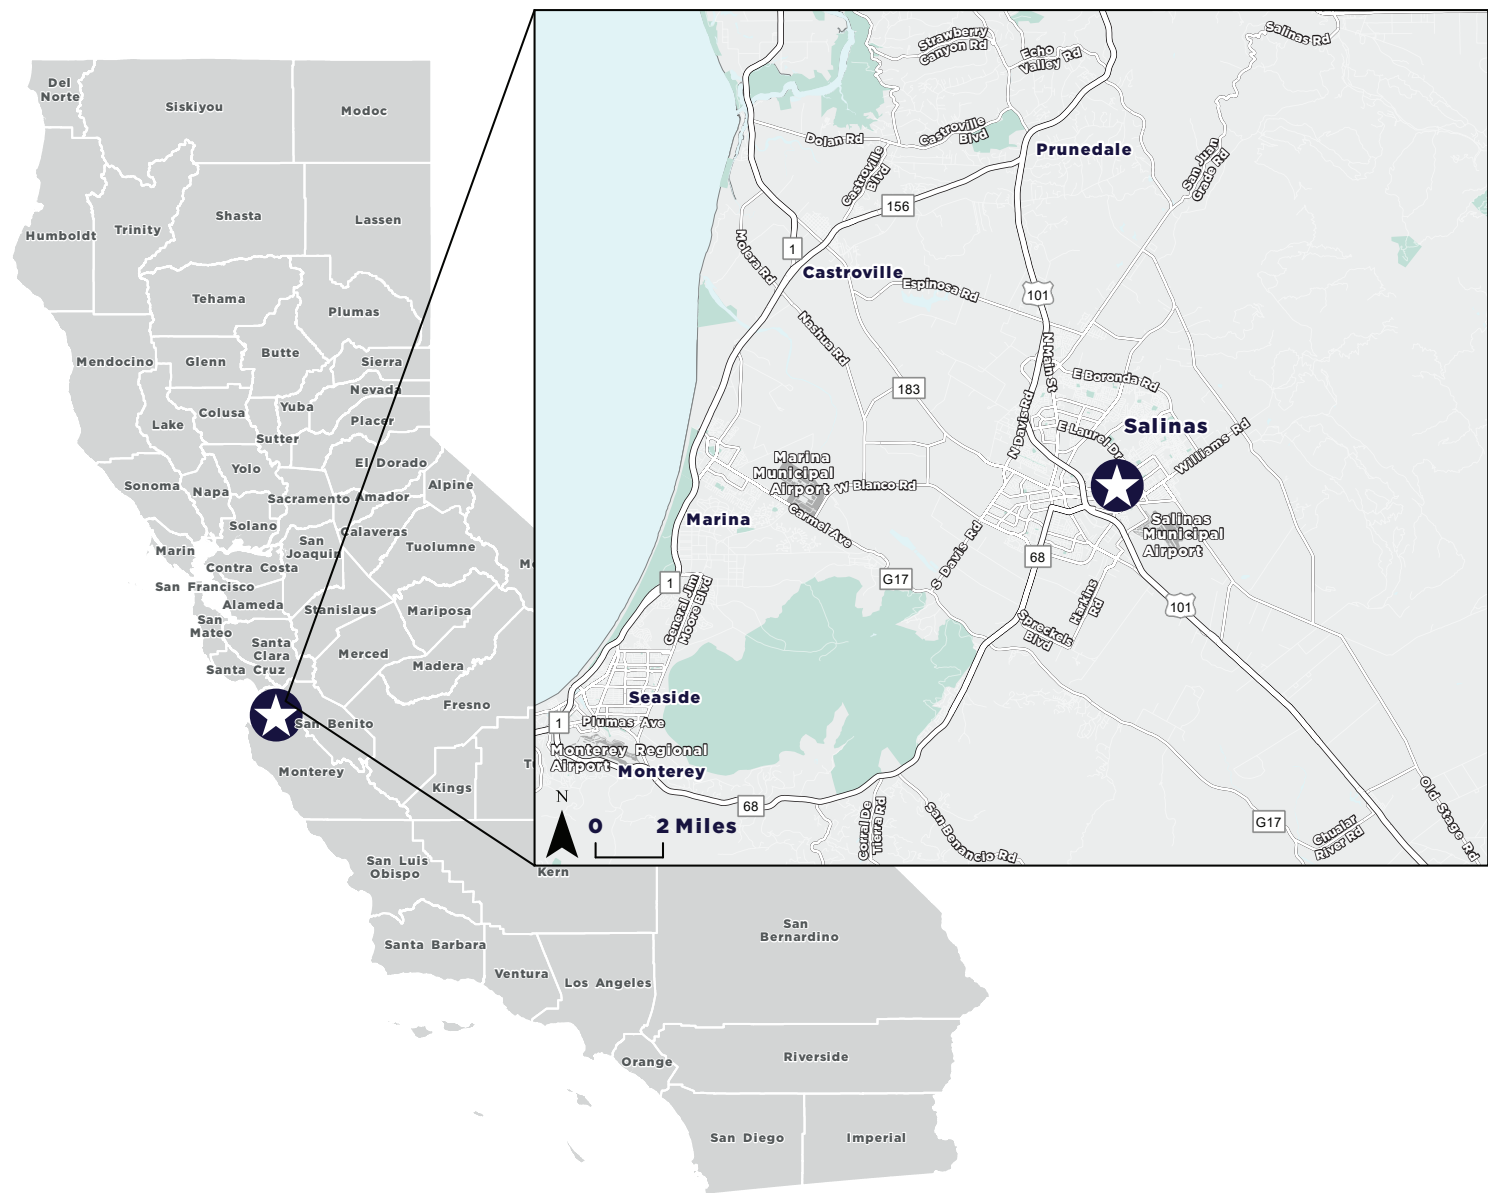 Del
Norte
Siskiyou
Modoc
Humboldt
Trinity
Shasta
Lassen
Tehama
Plumas
Mendocino
Glenn
Butte
Sierra
Nevada
Lake
Colusa
Yuba
Placer
Sutter
El Dorado
Yolo
Sonoma
Napa
Sacramento
Amador
Alpine
Solano
Calaveras
San
Joaquin
Tuolumne
Marin
Contra Costa
San Francisco
Alameda
Stanislaus
Mariposa
San
Mateo
Santa
Clara
Merced
Santa Cruz
Madera
Fresno
San Benito
Monterey
Kings
San Luis
Obispo
Kern
Santa Barbara
Ventura
Los Angeles
San
Bernardino
Orange
Riverside
San Diego
Imperial
Strawberry
Canyon Rd
Echo
Valley Rd
Salinas Rd
Dolan Rd
Castroville
Blvd
Prunedale
Castroville
Blvd
San Juan
Grade Rd
156
1
Molera Rd
Castroville
Espinosa Rd
101
Nashua Rd
N Main St
183
E Boronda Rd
N Davis Rd
Salinas
E Laurel Dr
Williams Rd
Marina
Municipal
Airport
W Blanco Rd
Marina
Carmel Ave
Salinas
Municipal
Airport
S Davis Rd
68
1
G17
General Jim
Moore Blvd
Harkins
Rd
101
Spreckels
Blvd
Seaside
1
Plumas Ave
Monterey Regional
Airport
Monterey
68
N
0
2 Miles
Corral De
Tierra Rd
San Benancio Rd
G17
Chualar
River Rd
Old Stage Rd